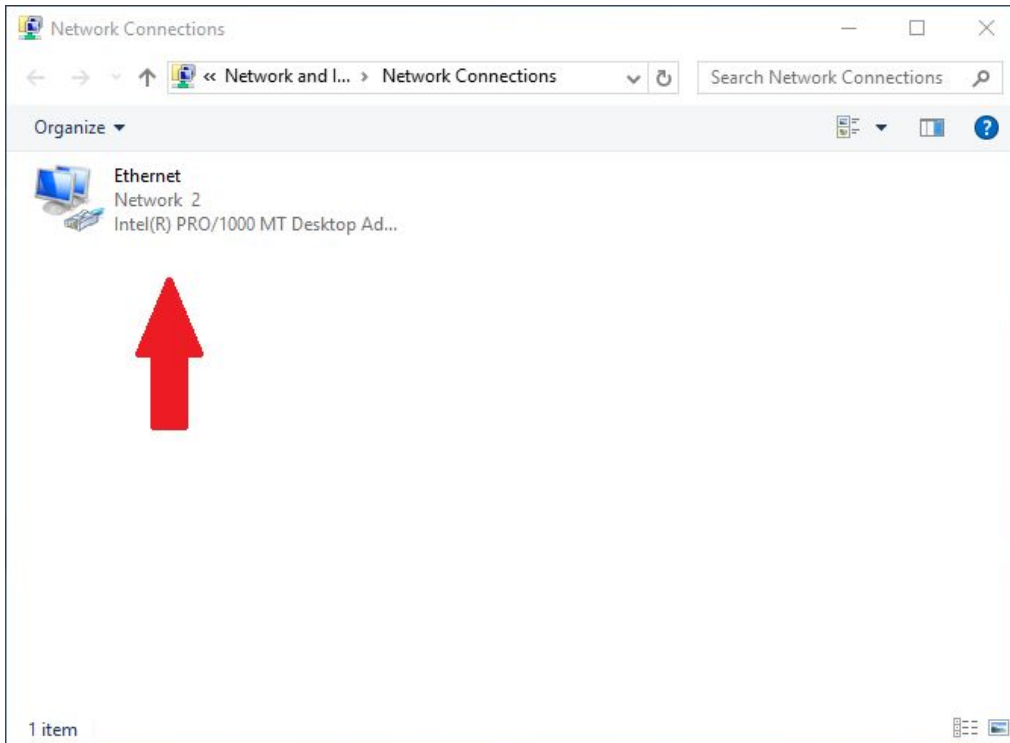 Network Connections
« Network and I... › Network Connections
Search Network Connections
Organize
?
Ethernet
Network 2
Intel(R) PRO/1000 MT Desktop Ad...
1 item